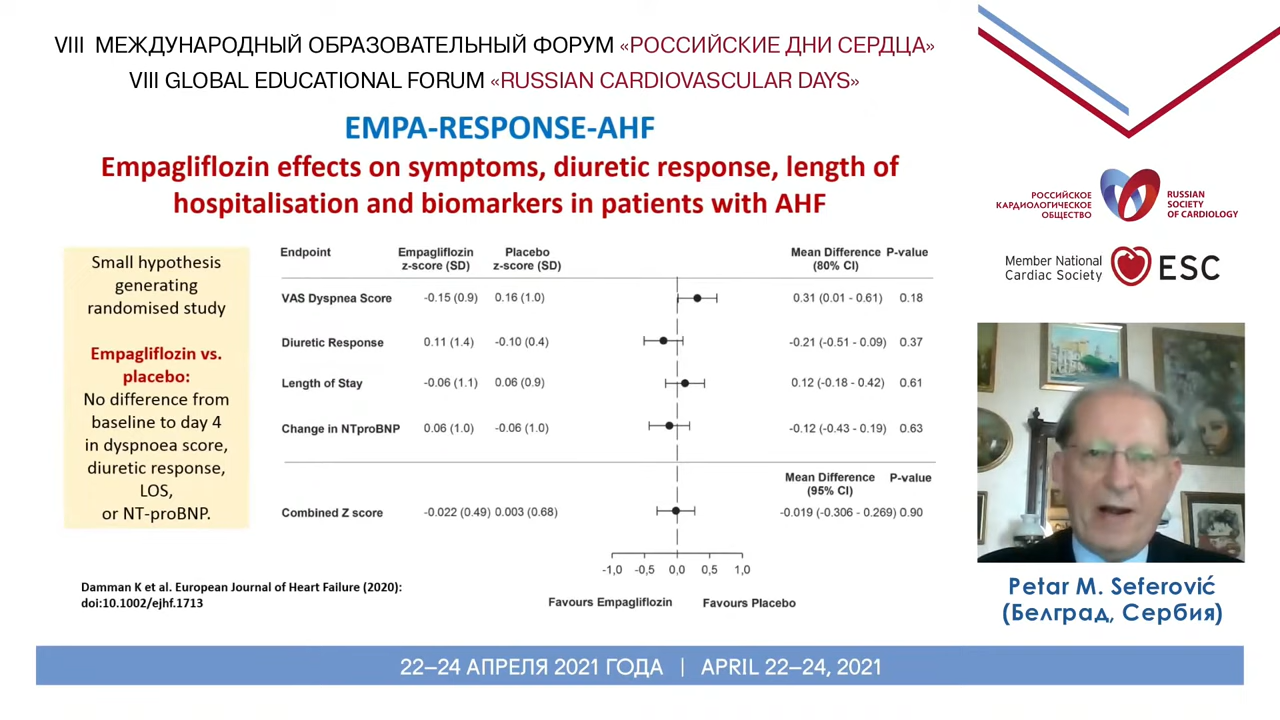 VIII МЕЖДУНАРОДНЫЙ ОБРАЗОВАТЕЛЬНЫЙ ФОРУМ «РОССИЙСКИЕ ДНИ СЕРДЦА»
VIII GLOBAL EDUCATIONAL FORUM «RUSSIAN CARDIOVASCULAR DAYS»
EMPA-RESPONSE-AHF
Empagliflozin effects on symptoms, diuretic response, length of
hospitalisation and biomarkers in patients with AHF
Small hypothesis
generating
randomised study
Empagliflozin vs.
placebo:
No difference from
baseline to day 4
in dyspnoea score,
diuretic response,
LOS,
or NT-proBNP.
Endpoint Empagliflozin z-score (SD) Placebo z-score (SD) Mean Difference (80% CI) P-value
VAS Dyspnea Score -0.15 (0.9) 0.16 (1.0) 0.31 (0.01 - 0.61) 0.18
Diuretic Response 0.11 (1.4) -0.10 (0.4) -0.21 (-0.51 - 0.09) 0.37
Length of Stay -0.06 (1.1) 0.06 (0.9) 0.12 (-0.18 - 0.42) 0.61
Change in NTproBNP 0.06 (1.0) -0.06 (1.0) -0.12 (-0.43 - 0.19) 0.63
Mean Difference (95% CI) P-value
Combined Z score -0.022 (0.49) 0.003 (0.68) -0.019 (-0.306 - 0.269) 0.90
-1,0 -0,5 0,0 0,5 1,0
Favours Empagliflozin Favours Placebo
Damman K et al. European Journal of Heart Failure (2020):
doi:10.1002/ejhf.1713
РОССИЙСКОЕ
КАРДИОЛОГИЧЕСКОЕ
ОБЩЕСТВО
RUSSIAN
SOCIETY
OF CARDIOLOGY
Member National
Cardiac Society
ESC
Petar M. Seferović
(Белград, Сербия)
22–24 АПРЕЛЯ 2021 ГОДА | APRIL 22–24, 2021